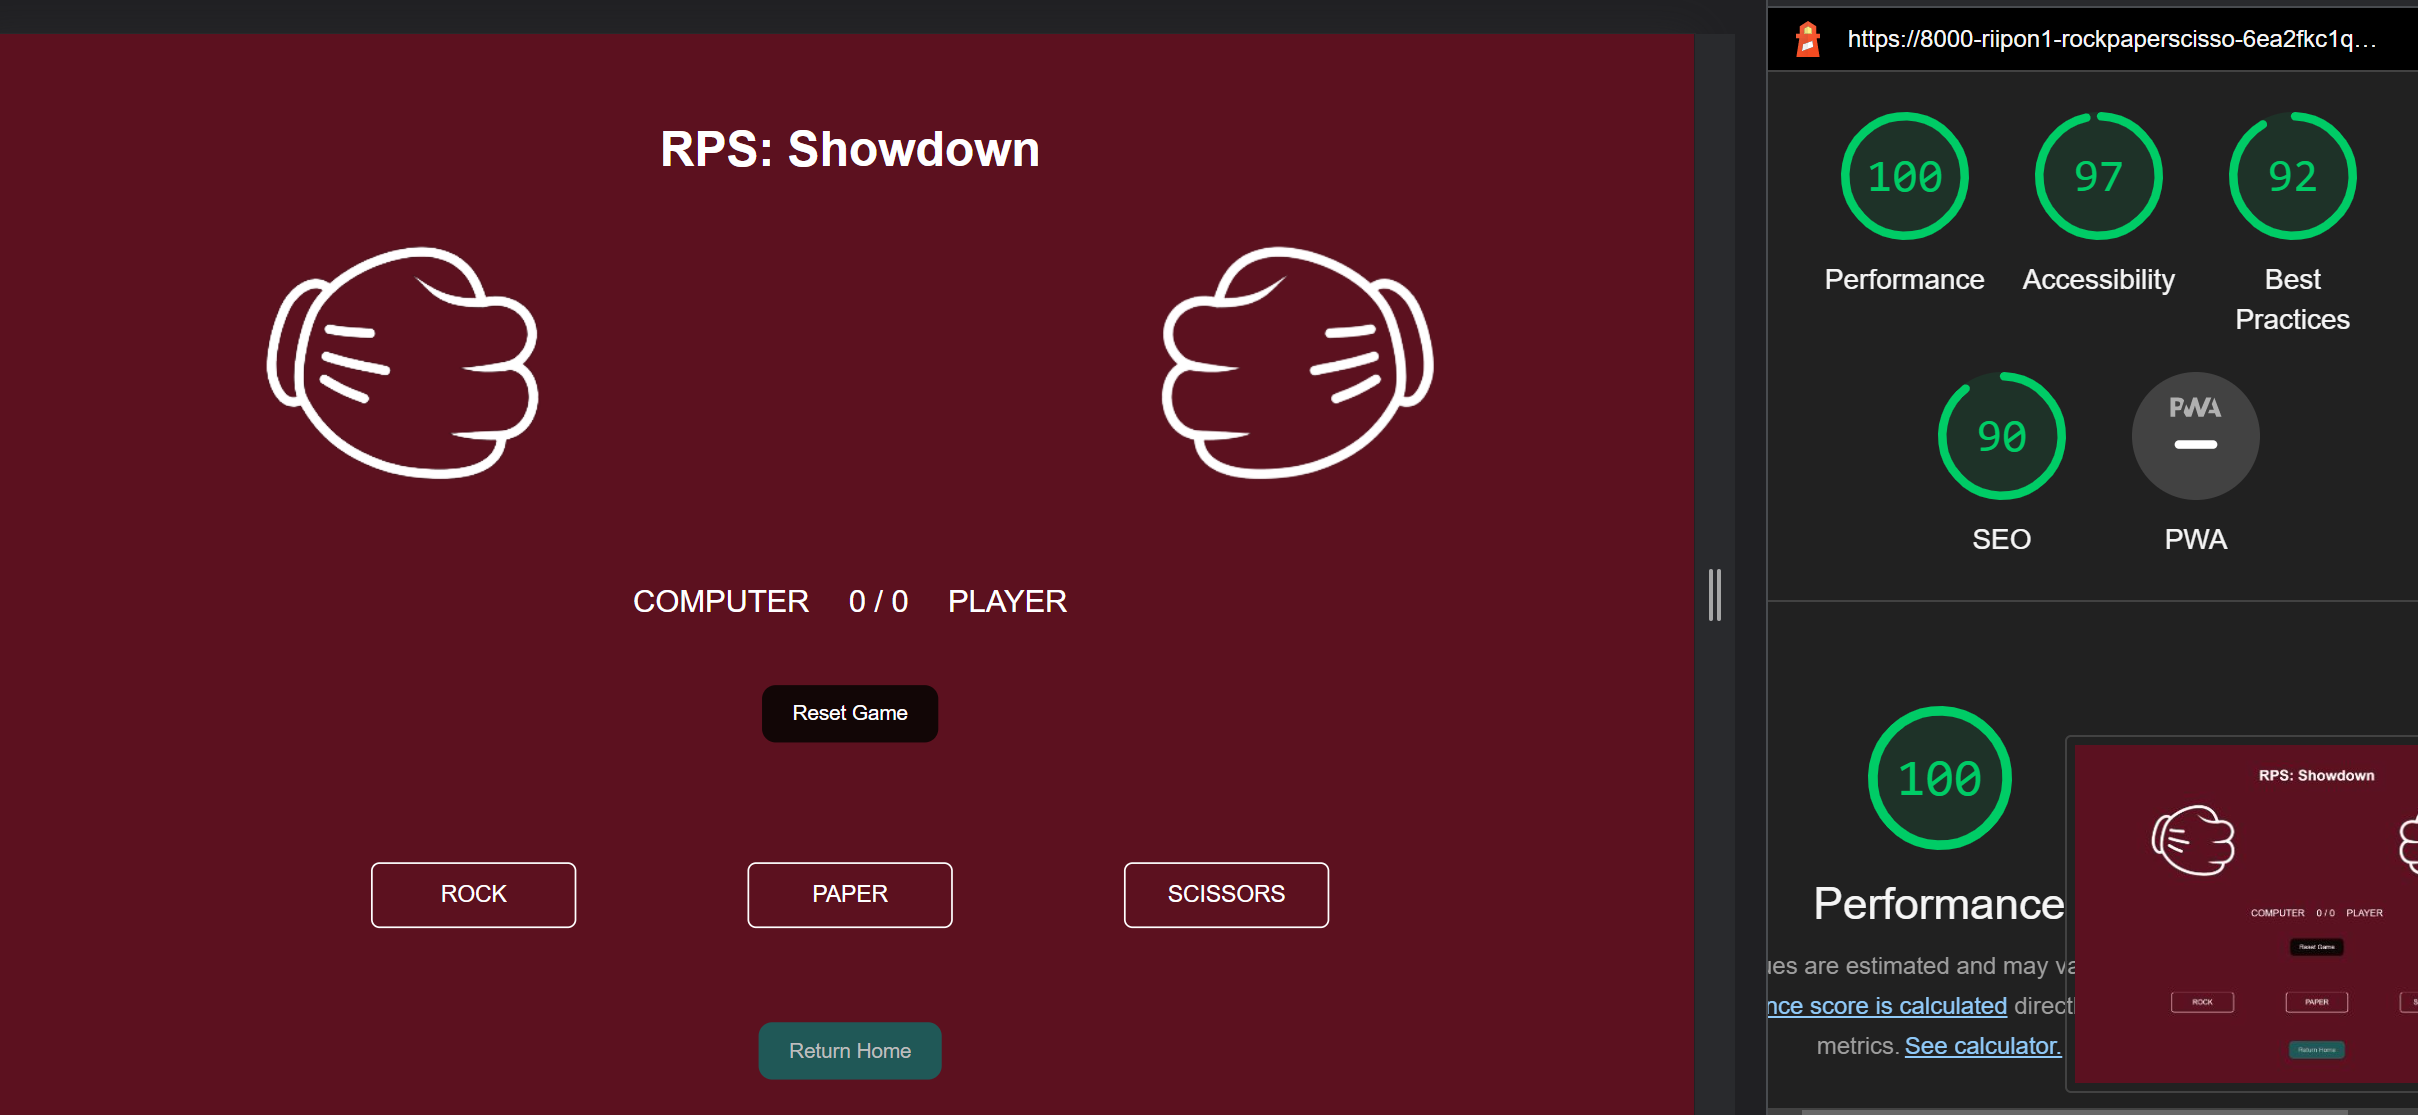 RPS: Showdown
COMPUTER 0 / 0 PLAYER
Reset Game
ROCK PAPER SCISSORS
Return Home
https://8000-riipon1-rockpaperscisso-6ea2fkc1q…
100 97 92
Performance Accessibility Best
Practices
90 PWA
SEO PWA
100
Performance
ues are estimated and may va
nce score is calculated direct
metrics. See calculator.
RPS: Showdown
COMPUTER 0 / 0 PLAYER
Reset Game
ROCK PAPER S
Return Home